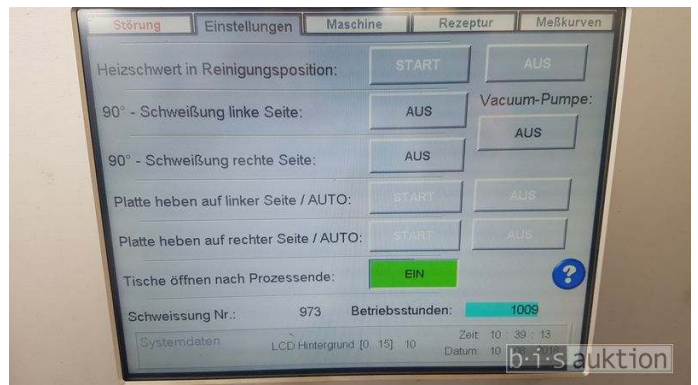 Störung Einstellungen Maschine Rezeptur Meßkurven
Heizschwert in Reinigungsposition: START AUS
90° - Schweißung linke Seite: AUS Vacuum-Pumpe:
AUS
90° - Schweißung rechte Seite: AUS
Platte heben auf linker Seite / AUTO: START AUS
Platte heben auf rechter Seite / AUTO: START AUS
Tische öffnen nach Prozessende: EIN ?
Schweissung Nr.: 973 Betriebsstunden: 1009
Systemdaten LCD Hintergrund [0 15]: 10 Zeit: 10 : 39 : 13
Datum: 10
b·i·s auktion